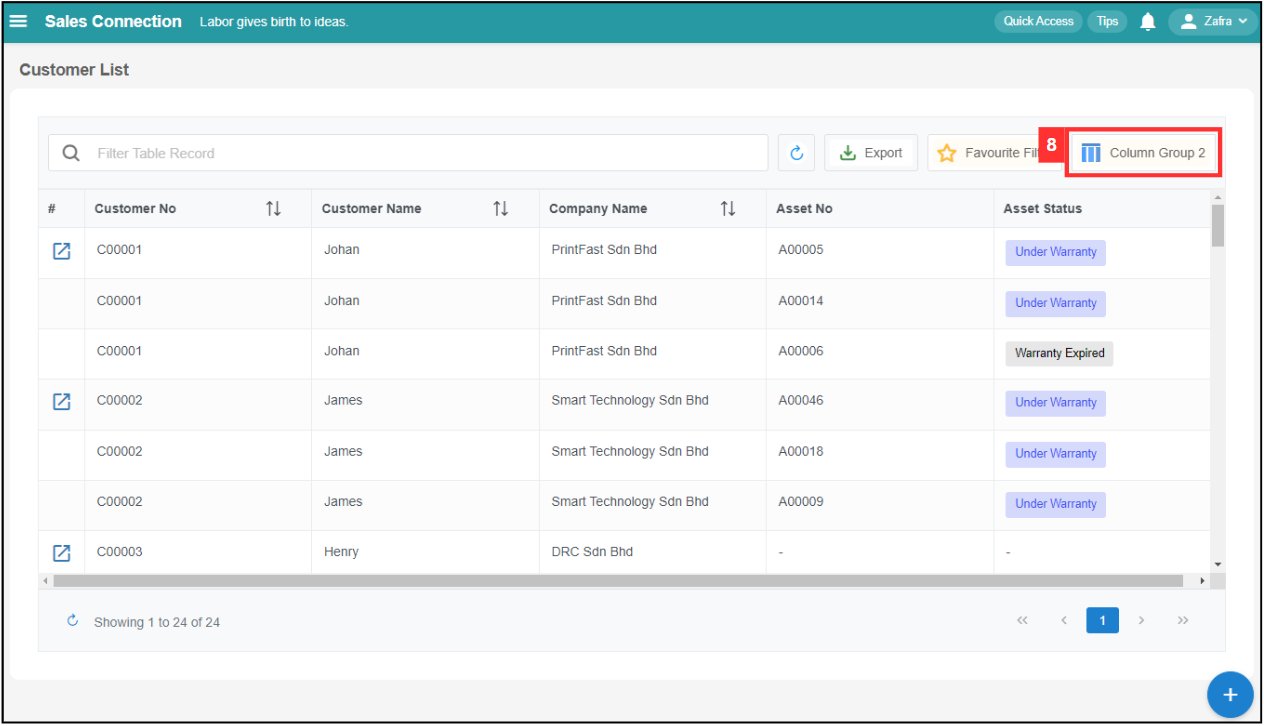 Sales Connection Labor gives birth to ideas. Quick Access Tips Zafra
Customer List
Filter Table Record Export Favourite Fil 8 Column Group 2
# Customer No Customer Name Company Name Asset No Asset Status
C00001 Johan PrintFast Sdn Bhd A00005 Under Warranty
C00001 Johan PrintFast Sdn Bhd A00014 Under Warranty
C00001 Johan PrintFast Sdn Bhd A00006 Warranty Expired
C00002 James Smart Technology Sdn Bhd A00046 Under Warranty
C00002 James Smart Technology Sdn Bhd A00018 Under Warranty
C00002 James Smart Technology Sdn Bhd A00009 Under Warranty
C00003 Henry DRC Sdn Bhd - -
Showing 1 to 24 of 24 << < 1 > >>
+